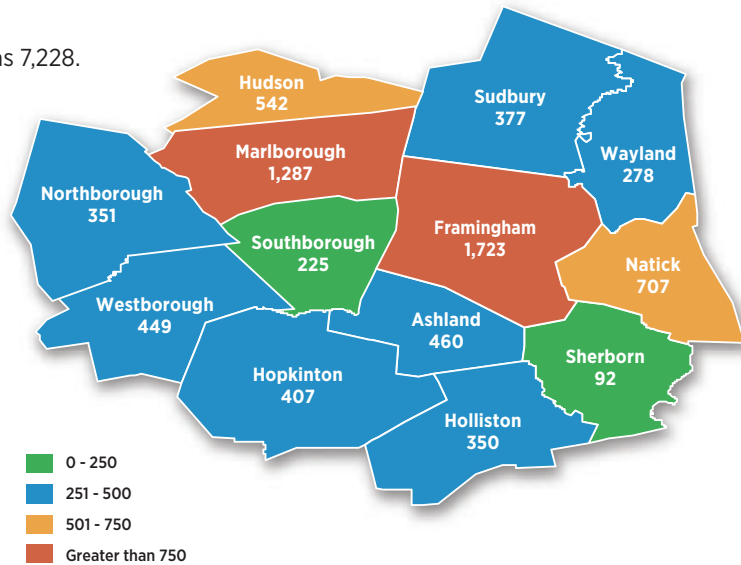 as 7,228.
Hudson
542
Sudbury
377
Marlborough
1,287
Wayland
278
Northborough
351
Southborough
225
Framingham
1,723
Natick
707
Westborough
449
Ashland
460
Sherborn
92
Hopkinton
407
Holliston
350
0 - 250
251 - 500
501 - 750
Greater than 750